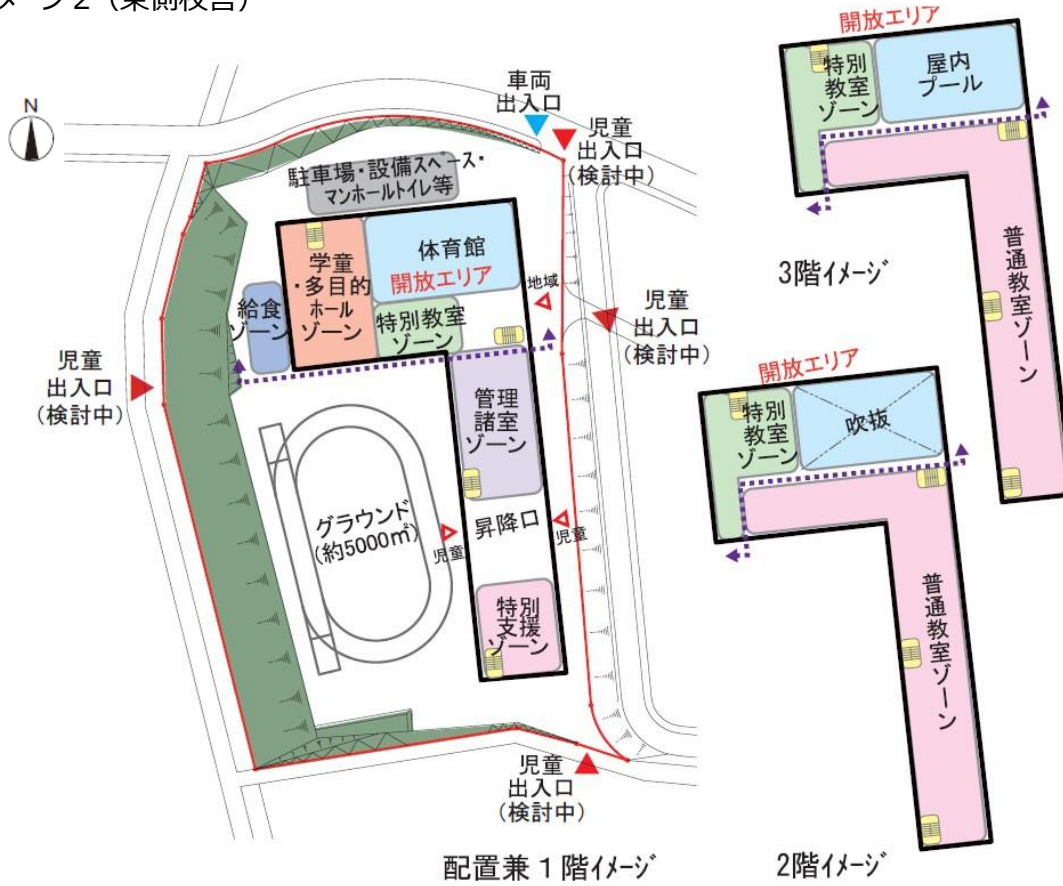 メージ２（東側校舎）
N
車両
出入口
児童
出入口
(検討中)
駐車場・設備スペース・
マンホールトイレ等
体育館
開放エリア
学童
・多目的
ホール
ゾーン
特別教室
ゾーン
給食
ゾーン
地域
児童
出入口
(検討中)
児童
出入口
(検討中)
管理
諸室
ゾーン
グラウンド
(約5000㎡)
児童
昇降口
児童
特別
支援
ゾーン
児童
出入口
(検討中)
配置兼１階イメージ
開放エリア
特別
教室
ゾーン
屋内
プール
普通教室ゾーン
3階イメージ
開放エリア
特別
教室
ゾーン
吹抜
普通教室ゾーン
2階イメージ